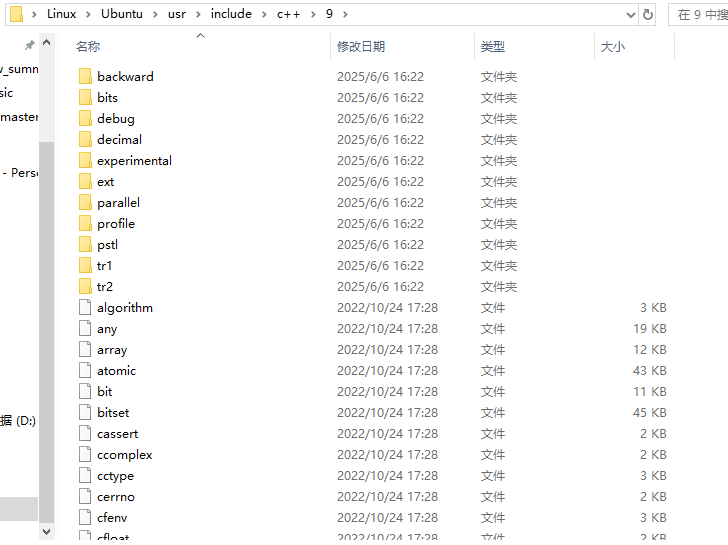 Linux > Ubuntu > usr > include > c++ > 9 >
在 9 中搜
名称 修改日期 类型 大小
backward 2025/6/6 16:22 文件夹
bits 2025/6/6 16:22 文件夹
debug 2025/6/6 16:22 文件夹
decimal 2025/6/6 16:22 文件夹
experimental 2025/6/6 16:22 文件夹
ext 2025/6/6 16:22 文件夹
parallel 2025/6/6 16:22 文件夹
profile 2025/6/6 16:22 文件夹
pstl 2025/6/6 16:22 文件夹
tr1 2025/6/6 16:22 文件夹
tr2 2025/6/6 16:22 文件夹
algorithm 2022/10/24 17:28 文件 3 KB
any 2022/10/24 17:28 文件 19 KB
array 2022/10/24 17:28 文件 12 KB
atomic 2022/10/24 17:28 文件 43 KB
bit 2022/10/24 17:28 文件 11 KB
bitset 2022/10/24 17:28 文件 45 KB
cassert 2022/10/24 17:28 文件 2 KB
ccomplex 2022/10/24 17:28 文件 2 KB
cctype 2022/10/24 17:28 文件 3 KB
cerrno 2022/10/24 17:28 文件 2 KB
cfenv 2022/10/24 17:28 文件 3 KB
cfloat 2022/10/24 17:28 文件 2 KB
sic
master
- Pers
据 (D:)